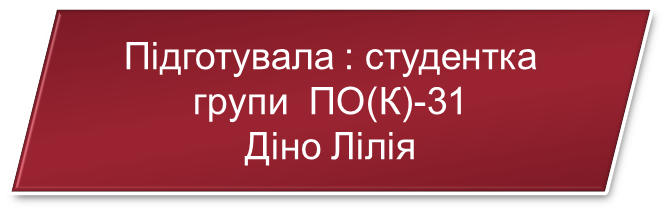 Підготувала : студентка
групи  ПО(К)-31
Діно Лілія